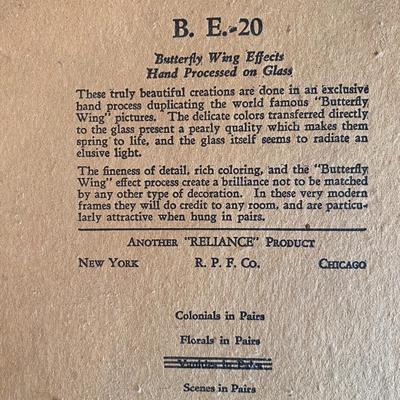 B. E.-20
Butterfly Wing Effects
Hand Processed on Glass
These truly beautiful creations are done in an exclusive
hand process duplicating the world famous "Butterfly
Wing" pictures. The delicate colors transferred directly
to the glass present a pearly quality which makes them
spring to life, and the glass itself seems to radiate an
elusive light.
The fineness of detail, rich coloring, and the "Butterfly
Wing" effect process create a brilliance not to be matched
by any other type of decoration. In these very modern
frames they will do credit to any room, and are particu-
larly attractive when hung in pairs.
Another "RELIANCE" Product
New York R. P. F. Co. Chicago
Colonials in Pairs
Florals in Pairs
in Pairs
Scenes in Pairs